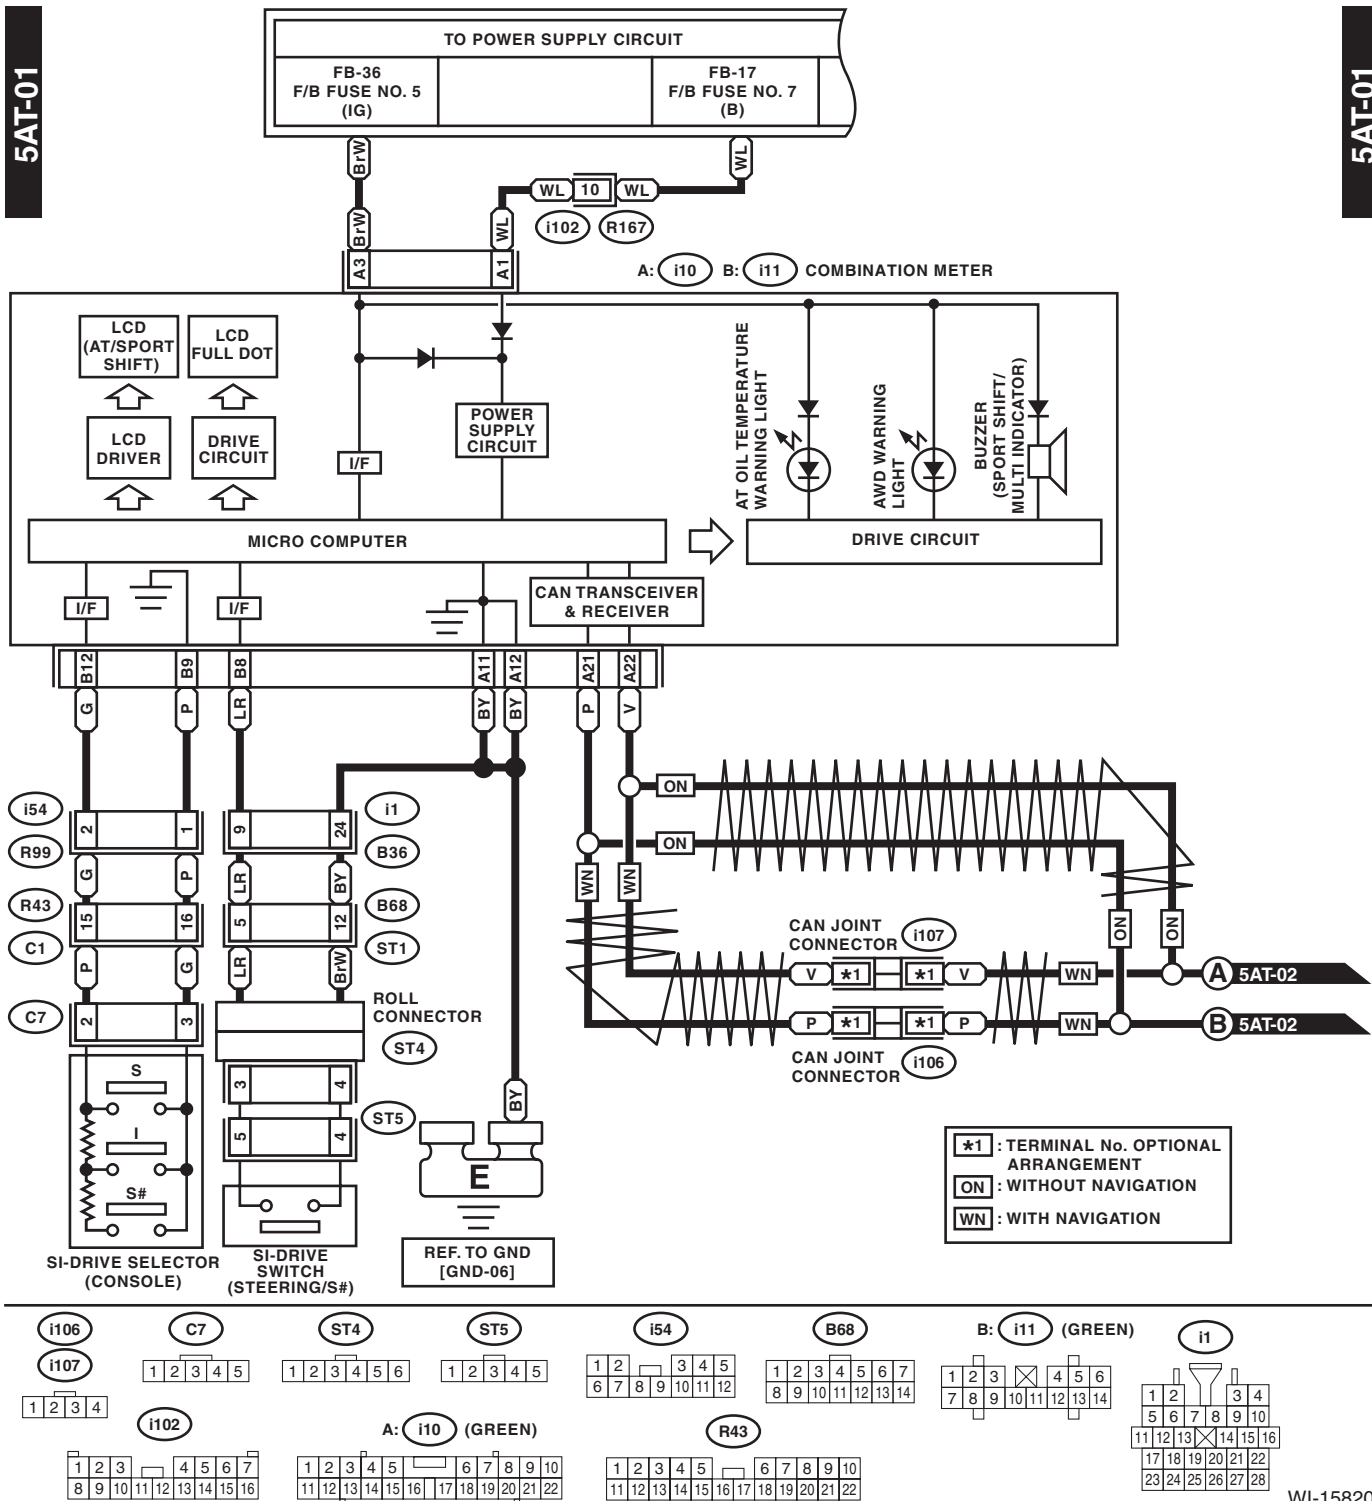 5AT-01
5AT-01
TO POWER SUPPLY CIRCUIT
FB-36
F/B FUSE NO. 5
(IG)
FB-17
F/B FUSE NO. 7
(B)
BrW
WL
WL 10 WL
BrW
WL
i102 R167
A3
A1
A: i10 B: i11 COMBINATION METER
LCD
(AT/SPORT
SHIFT)
LCD
FULL DOT
LCD
DRIVER
DRIVE
CIRCUIT
I/F
POWER
SUPPLY
CIRCUIT
AT OIL TEMPERATURE
WARNING LIGHT
AWD WARNING
LIGHT
BUZZER
(SPORT SHIFT/
MULTI INDICATOR)
MICRO COMPUTER
DRIVE CIRCUIT
I/F
I/F
CAN TRANSCEIVER
& RECEIVER
B12 B9 B8 A11 A12 A21 A22
G P LR BY BY P V
ON
ON
i54 2 1 9 24 i1
R99 B36
G P LR BY WN WN
R43 15 16 5 12 B68
C1 ST1
P G LR BrW
ON ON
CAN JOINT
CONNECTOR i107
V *1 *1 V WN A 5AT-02
C7 2 3
ROLL
CONNECTOR
ST4
P *1 *1 P WN B 5AT-02
CAN JOINT
CONNECTOR i106
S
I
S#
3 4
ST5
5 4
BY
E
SI-DRIVE SELECTOR
(CONSOLE)
SI-DRIVE
SWITCH
(STEERING/S#)
REF. TO GND
[GND-06]
*1 : TERMINAL No. OPTIONAL
ARRANGEMENT
ON : WITHOUT NAVIGATION
WN : WITH NAVIGATION
i106
i107
1 2 3 4
C7
1 2 3 4 5
ST4
1 2 3 4 5 6
ST5
1 2 3 4 5
i54
1 2 3 4 5
6 7 8 9 10 11 12
B68
1 2 3 4 5 6 7
8 9 10 11 12 13 14
B: i11 (GREEN)
1 2 3 4 5 6
7 8 9 10 11 12 13 14
i1
1 2 3 4
5 6 7 8 9 10
11 12 13 14 15 16
17 18 19 20 21 22
23 24 25 26 27 28
i102
1 2 3 4 5 6 7
8 9 10 11 12 13 14 15 16
A: i10 (GREEN)
1 2 3 4 5 6 7 8 9 10
11 12 13 14 15 16 17 18 19 20 21 22
R43
1 2 3 4 5 6 7 8 9 10
11 12 13 14 15 16 17 18 19 20 21 22
WI-15820